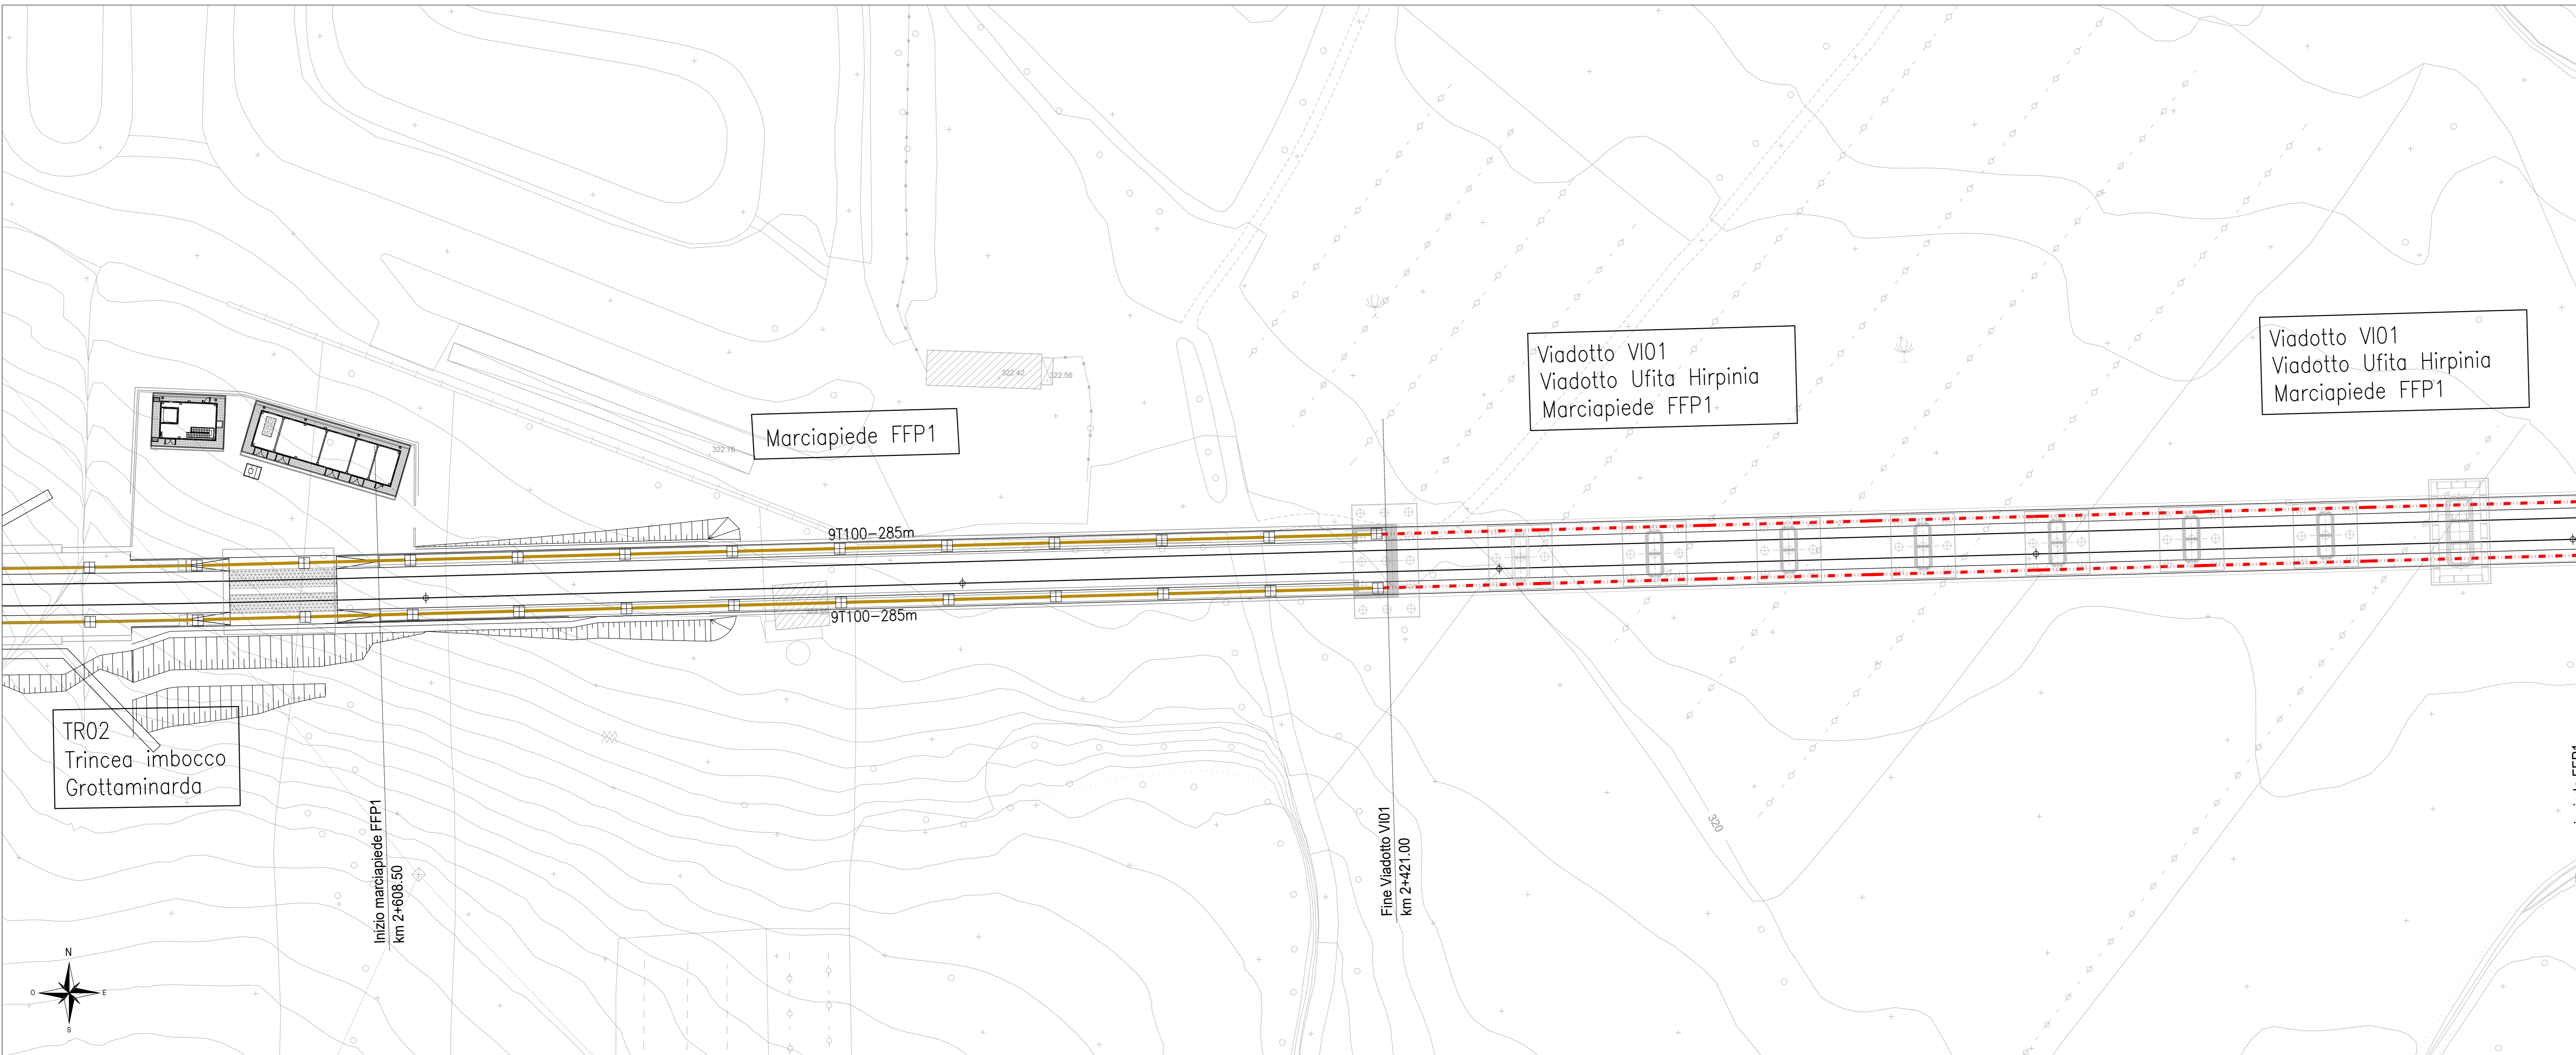 Viadotto VI01
Viadotto Ufita Hirpinia
Marciapiede FFP1
Viadotto VI01
Viadotto Ufita Hirpinia
Marciapiede FFP1
322.42
322.56
Marciapiede FFP1
322.76
9T100-285m
9T100-285m
TR02
Trincea imbocco
Grottaminarda
Inizio marciapiede FFP1
km 2+608.50
Fine Viadotto VI01
km 2+421.00
320
N
O
E
S